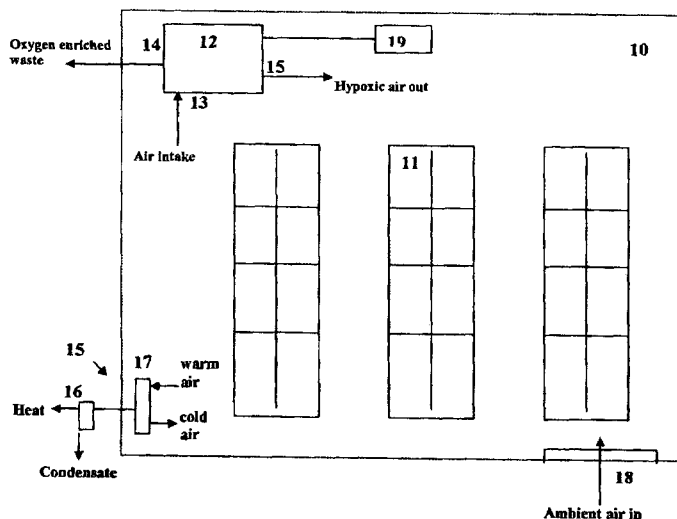 Oxygen enriched
waste
14
12
19
10
15
Hypoxic air out
13
Air intake
11
15
17
warm
air
16
Heat
cold
air
Condensate
18
Ambient air in